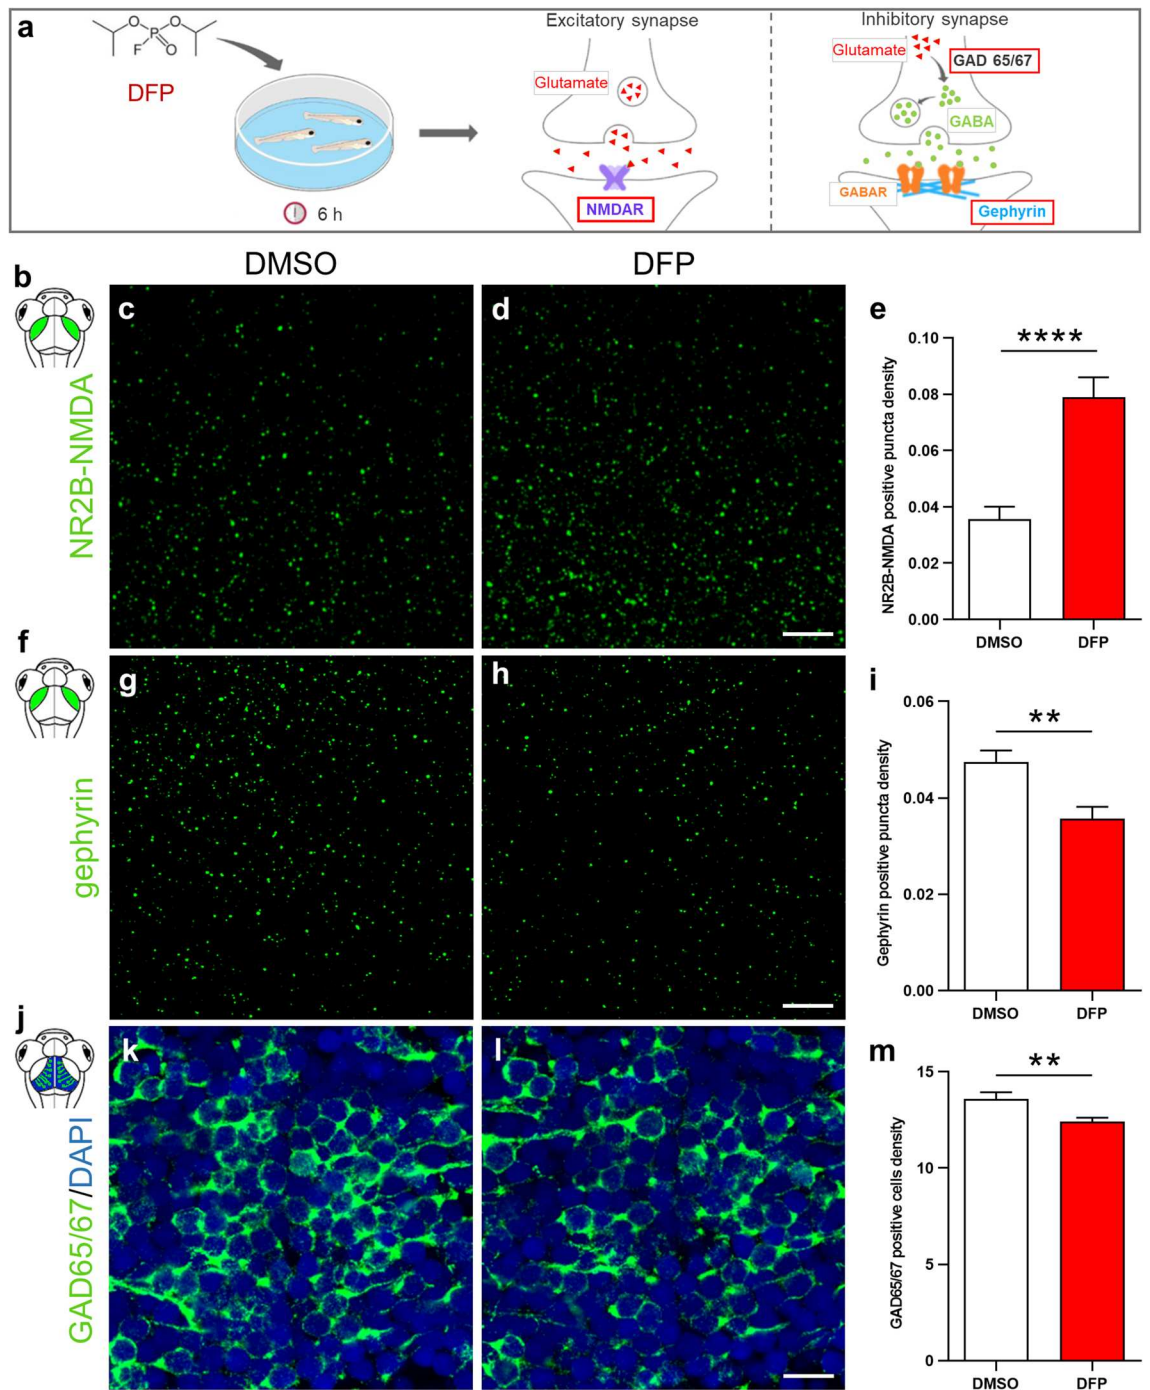 a
O
P
O
F
O
DFP
6 h
Excitatory synapse
Glutamate
NMDAR
Inhibitory synapse
Glutamate
GAD 65/67
GABA
GABAR
Gephyrin
DMSO
DFP
b
NR2B-NMDA
c
d
e
NR2B-NMDA positive puncta density
0.10
0.08
0.06
0.04
0.02
0.00
****
DMSO
DFP
f
gephyrin
g
h
i
Gephyrin positive puncta density
0.06
0.04
0.02
0.00
**
DMSO
DFP
j
GAD65/67/DAPI
k
l
m
GAD65/67 positive cells density
15
10
5
0
**
DMSO
DFP